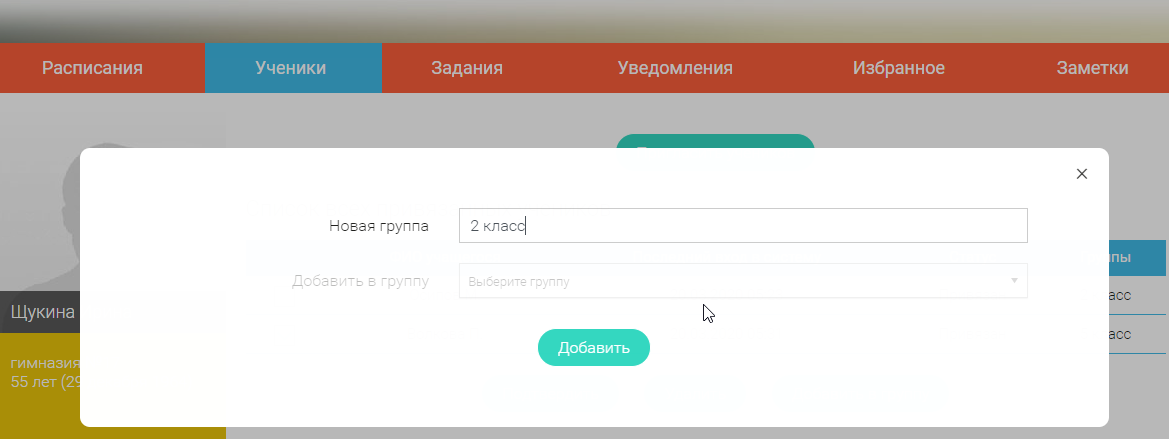 Расписания Ученики Задания Уведомления Избранное Заметки
Новая группа 2 класс
Добавить в группу Выберите группу
Добавить
Щукина
гимназия
55 лет (29